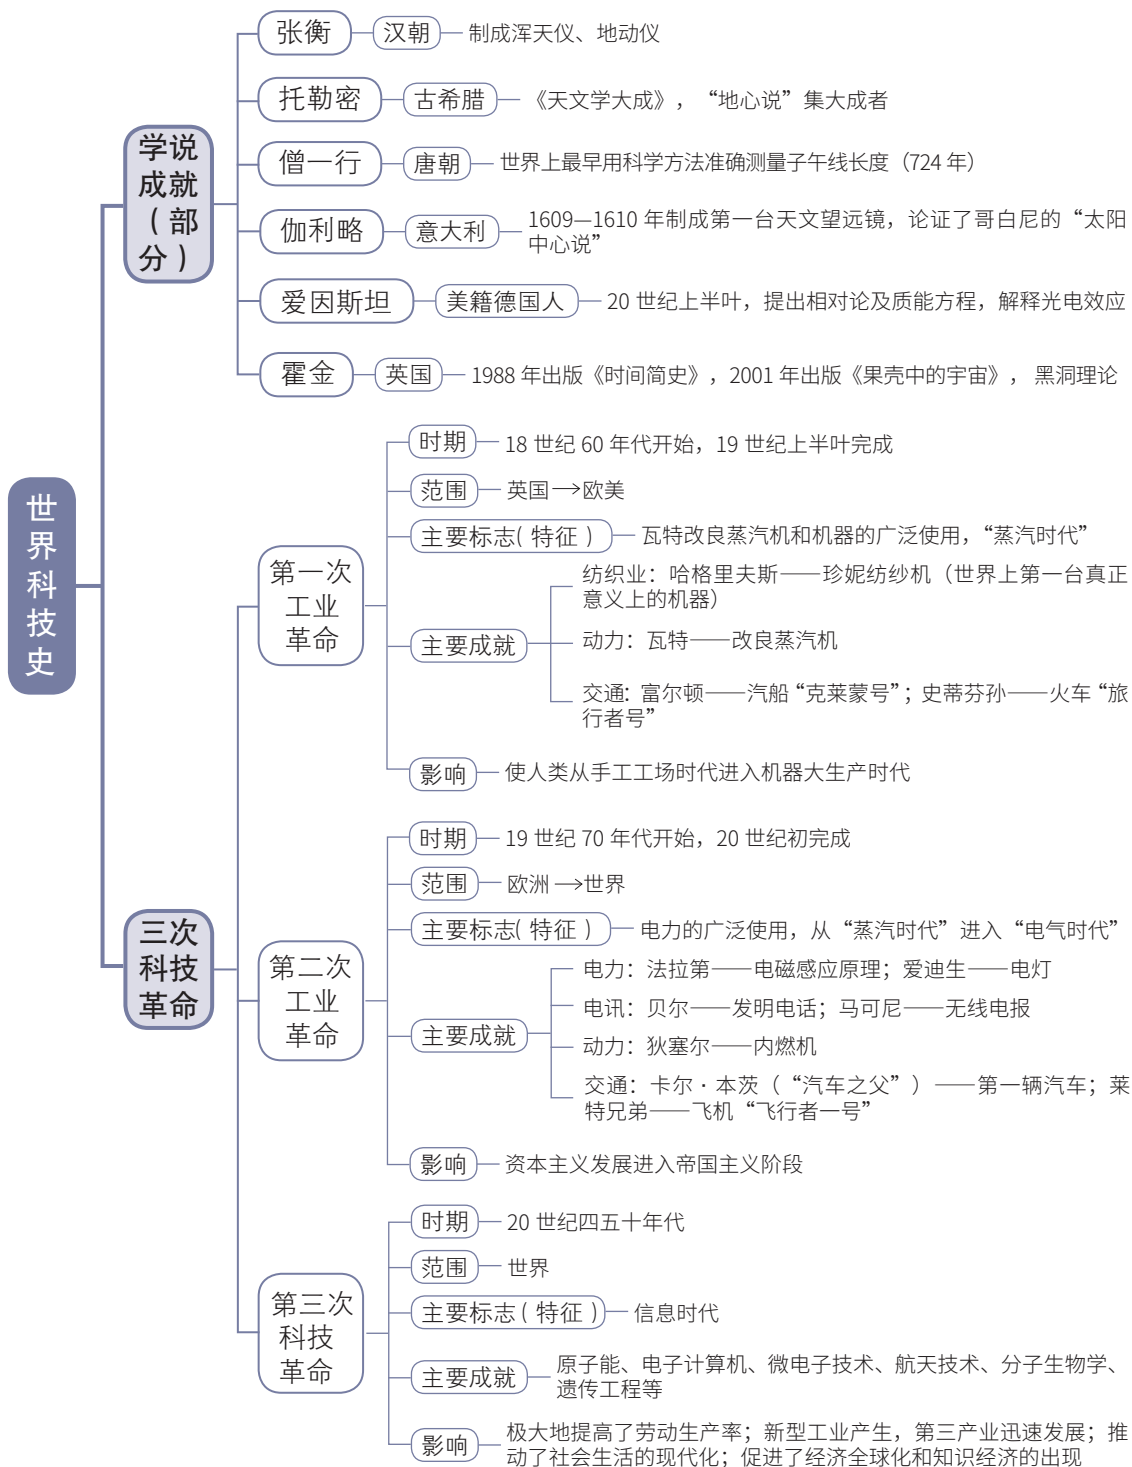 世界科技史
学说
成就
（部
分）
张衡
汉朝
制成浑天仪、地动仪
托勒密
古希腊
《天文学大成》，“地心说”集大成者
僧一行
唐朝
世界上最早用科学方法准确测量子午线长度（724 年）
伽利略
意大利
1609—1610 年制成第一台天文望远镜，论证了哥白尼的“太阳
中心说”
爱因斯坦
美籍德国人
20 世纪上半叶，提出相对论及质能方程，解释光电效应
霍金
英国
1988 年出版《时间简史》，2001 年出版《果壳中的宇宙》， 黑洞理论
三次
科技
革命
第一次
工业
革命
时期
18 世纪 60 年代开始，19 世纪上半叶完成
范围
英国→欧美
主要标志（特征）
瓦特改良蒸汽机和机器的广泛使用，“蒸汽时代”
主要成就
纺织业：哈格里夫斯——珍妮纺纱机（世界上第一台真正
意义上的机器）
动力：瓦特——改良蒸汽机
交通：富尔顿——汽船“克莱蒙号”；史蒂芬孙——火车“旅
行者号”
影响
使人类从手工工场时代进入机器大生产时代
第二次
工业
革命
时期
19 世纪 70 年代开始，20 世纪初完成
范围
欧洲→世界
主要标志（特征）
电力的广泛使用，从“蒸汽时代”进入“电气时代”
主要成就
电力：法拉第——电磁感应原理；爱迪生——电灯
电讯：贝尔——发明电话；马可尼——无线电报
动力：狄塞尔——内燃机
交通：卡尔·本茨（“汽车之父”）——第一辆汽车；莱
特兄弟——飞机“飞行者一号”
影响
资本主义发展进入帝国主义阶段
第三次
科技
革命
时期
20 世纪四五十年代
范围
世界
主要标志（特征）
信息时代
主要成就
原子能、电子计算机、微电子技术、航天技术、分子生物学、
遗传工程等
影响
极大地提高了劳动生产率；新型工业产生，第三产业迅速发展；推
动了社会生活的现代化；促进了经济全球化和知识经济的出现